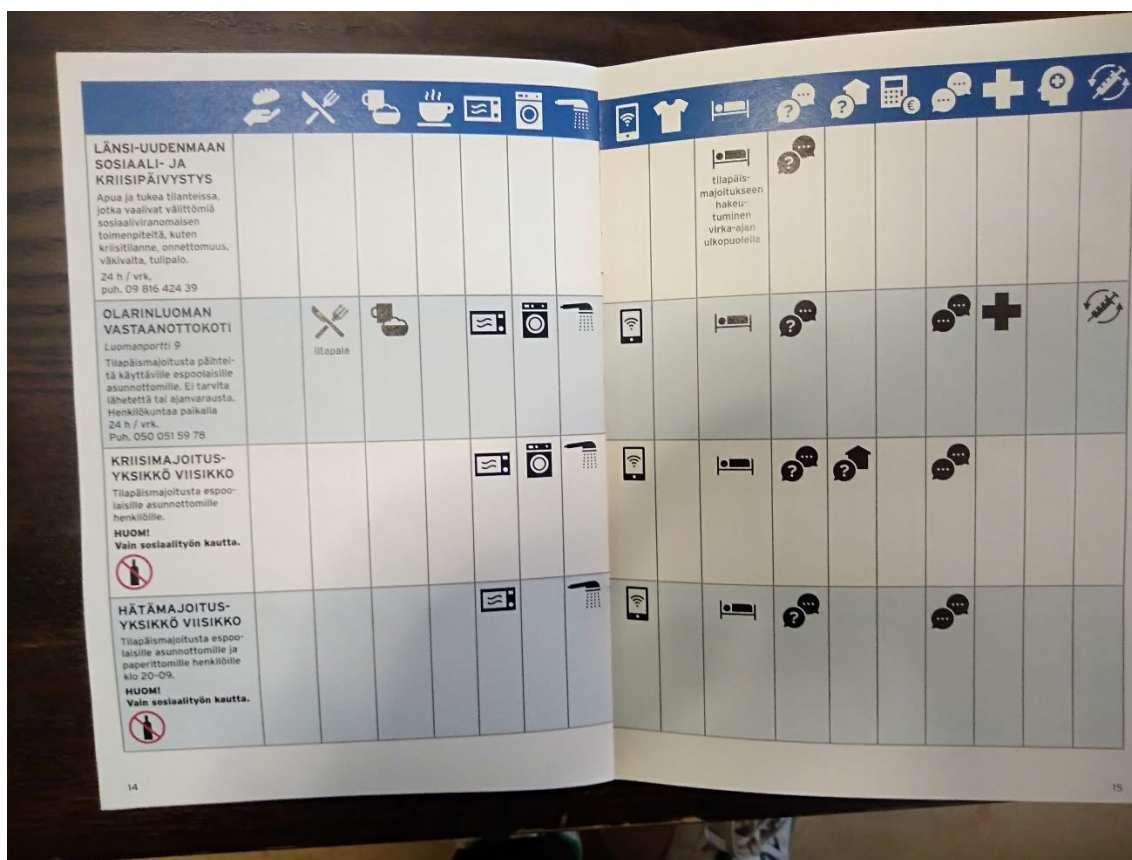 LÄNSI-UUDENMAAN
SOSIAALI- JA
KRIISIPÄIVYSTYS
Apua ja tukea tilanteissa,
jotka vaativat välittömiä
sosiaaliviranomaisen
toimenpiteitä, kuten
kriisitilanne, onnettomuus,
väkivalta, tulipalo.
24 h / vrk,
puh. 09 816 424 39
tilapäis-
majoitukseen
hakeu-
tuminen
virka-ajan
ulkopuolella
OLARINLUOMAN
VASTAANOTTOKOTI
Luomanportti 9
Tilapäismajoitusta päihtei-
tä käyttäville espoolaisille
asunnottomille. Ei tarvita
lähetettä tai ajanvarausta.
Henkilökuntaa paikalla
24 h / vrk.
Puh. 050 051 59 78
iltapala
KRIISIMAJOITUS-
YKSIKKÖ VIISIKKO
Tilapäismajoitusta espoo-
laisille asunnottomille
henkilöille.
HUOM!
Vain sosiaalityön kautta.
HÄTÄMAJOITUS-
YKSIKKÖ VIISIKKO
Tilapäismajoitusta espoo-
laisille asunnottomille ja
paperittomille henkilöille
klo 20-09.
HUOM!
Vain sosiaalityön kautta.
14
15